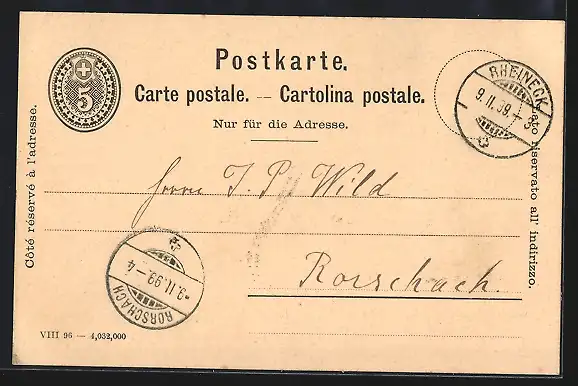 Postkarte.
5
Carte postale. — Cartolina postale.
Nur für die Adresse.
Côté réservé à l'adresse.
Lato riservato all' indirizzo.
RHEINECK
9.II.99.-3
Herrn J. P. Wild
Rorschach.
-9.II.99.-4
RORSCHACH
VIII 96 — 4,032,000